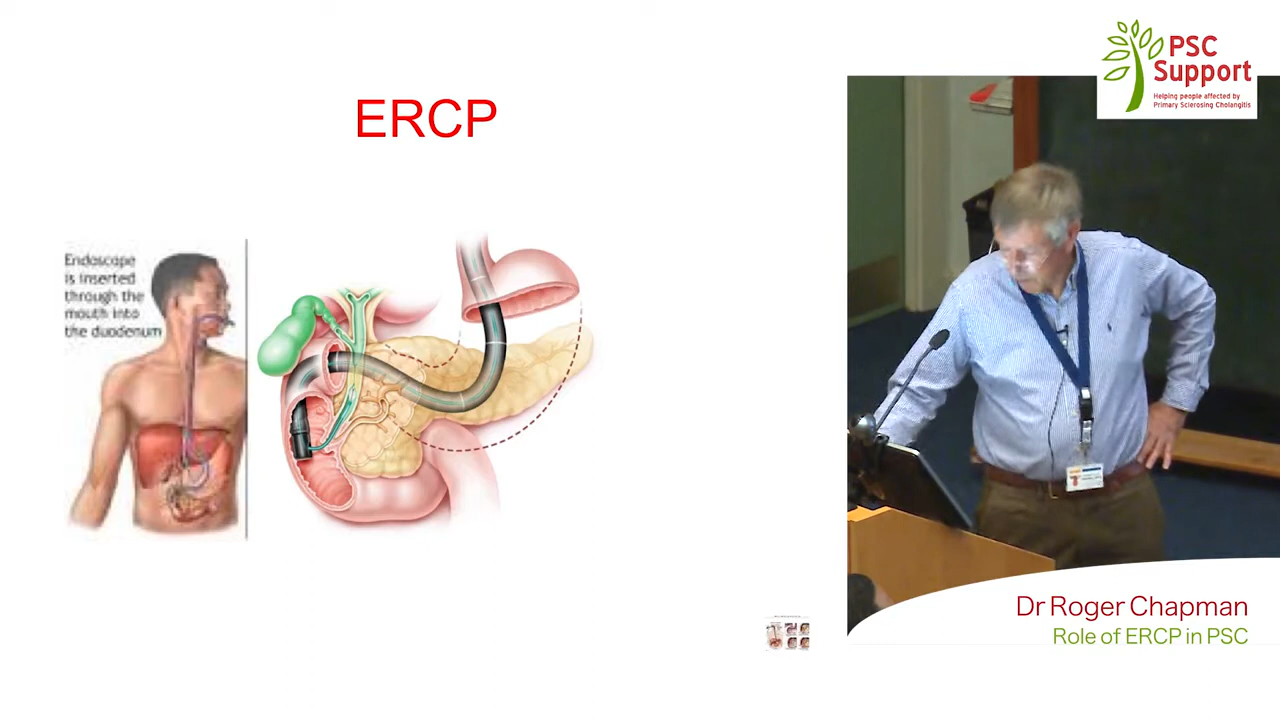 ERCP
Endoscope
is inserted
through the
mouth into
the duodenum
PSC
Support
Helping people affected by
Primary Sclerosing Cholangitis
Dr Roger Chapman
Role of ERCP in PSC